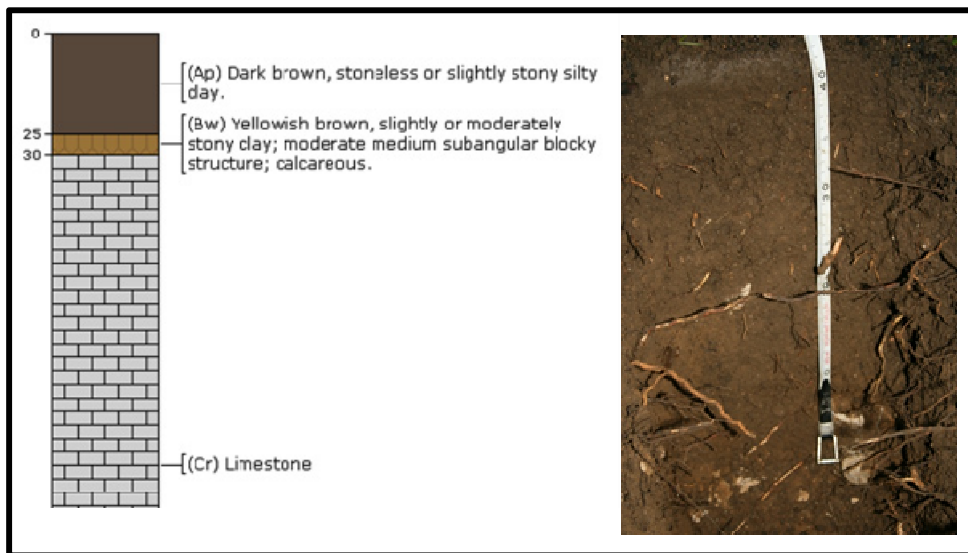 0
(Ap) Dark brown, stoneless or slightly stony silty
day.
25
(Bw) Yellowish brown, slightly or moderately
stony clay; moderate medium subangular blocky
structure; calcareous.
30
(Cr) Limestone
40
30